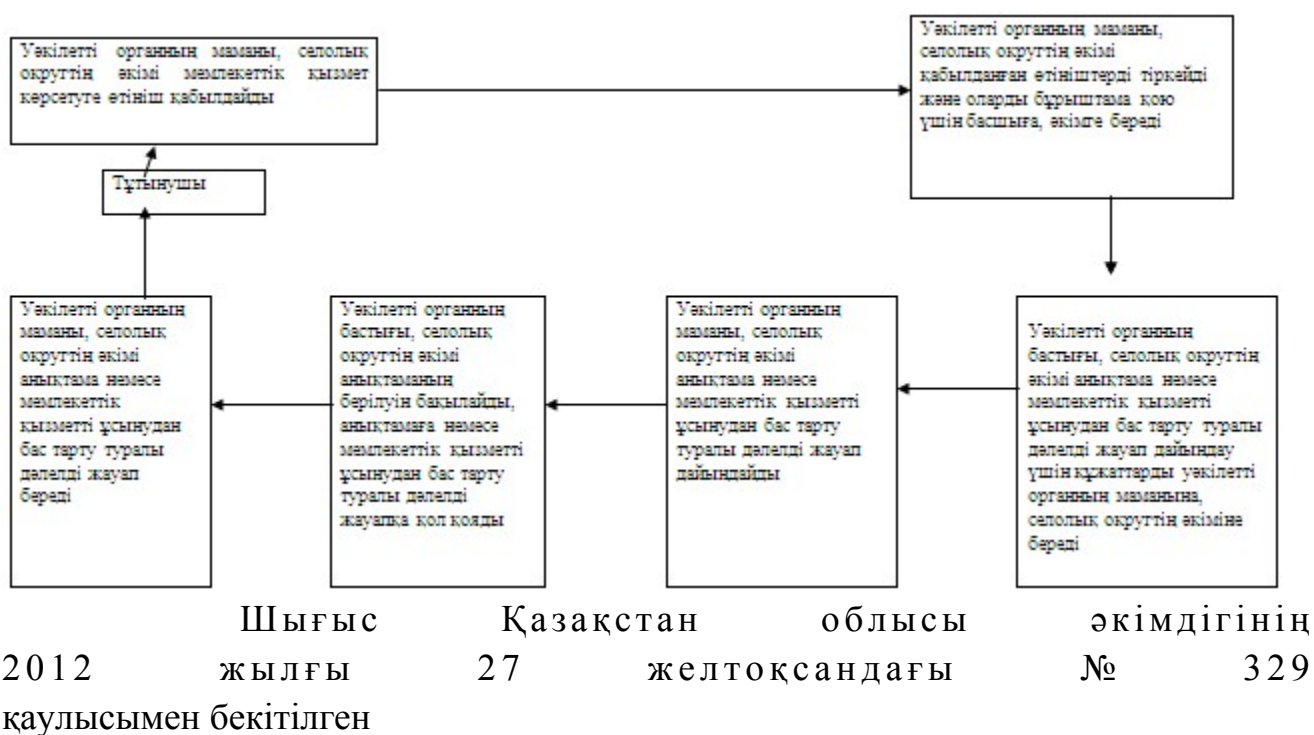 Уәкілетті органның маманы, селолық
округтің әкімі мемлекеттік қызмет
көрсетуге өтініш қабылдайды
Уәкілетті органның маманы,
селолық округтің әкімі
қабылданған өтініштерді тіркейді
және оларды бұрыштама қою
үшін басшыға, әкімге береді
Тұтынушы
Уәкілетті органның
маманы, селолық
округтің әкімі
анықтама немесе
мемлекеттік
қызметті ұсынудан
бас тарту туралы
дәлелді жауап
береді
Уәкілетті органның
бастығы, селолық
округтің әкімі
анықтаманың
берілуін бақылайды,
анықтамаға немесе
мемлекеттік қызметті
ұсынудан бас тарту
туралы дәлелді
жауапқа қол қояды
Уәкілетті органның
маманы, селолық
округтің әкімі
анықтама немесе
мемлекеттік қызметті
ұсынудан бас тарту
туралы дәлелді жауап
дайындайды
Уәкілетті органның
бастығы, селолық округтің
әкімі анықтама немесе
мемлекеттік қызметті
ұсынудан бас тарту туралы
дәлелді жауап дайындау
үшін құжаттарды уәкілетті
органның маманына,
селолық округтің әкіміне
береді
Шығыс Қазақстан облысы әкімдігінің
2012 жылғы 27 желтоқсандағы № 329
қаулысымен бекітілген